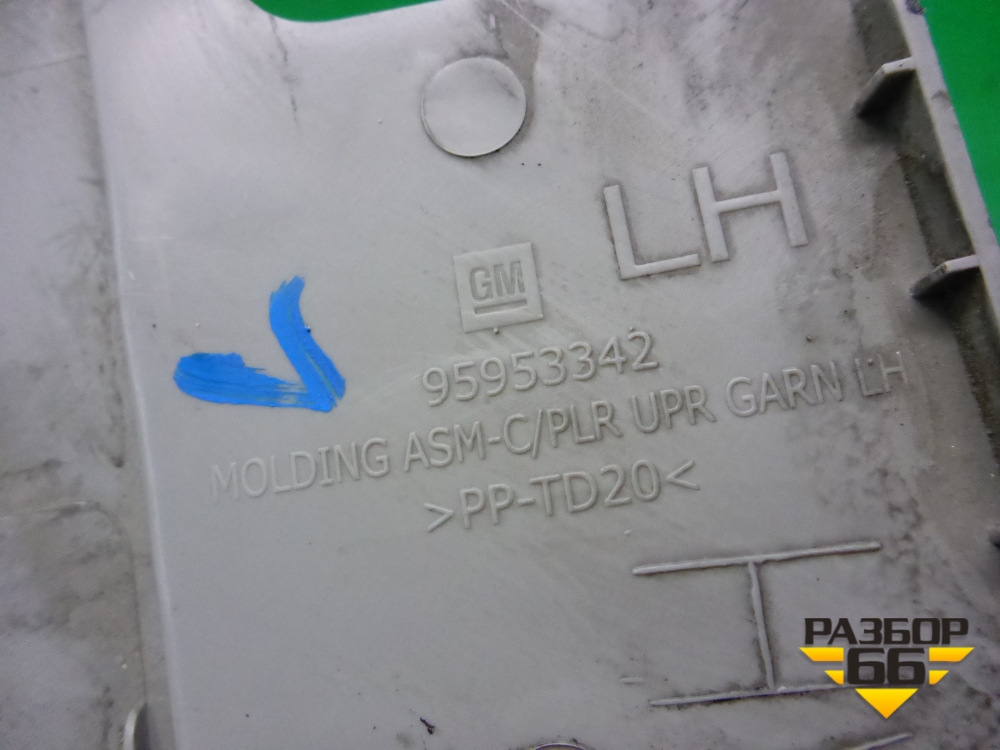 LH
GM
95953342
MOLDING ASM-C/PLR UPR GARN LH
>PP-TD20<
РАЗБОР
66